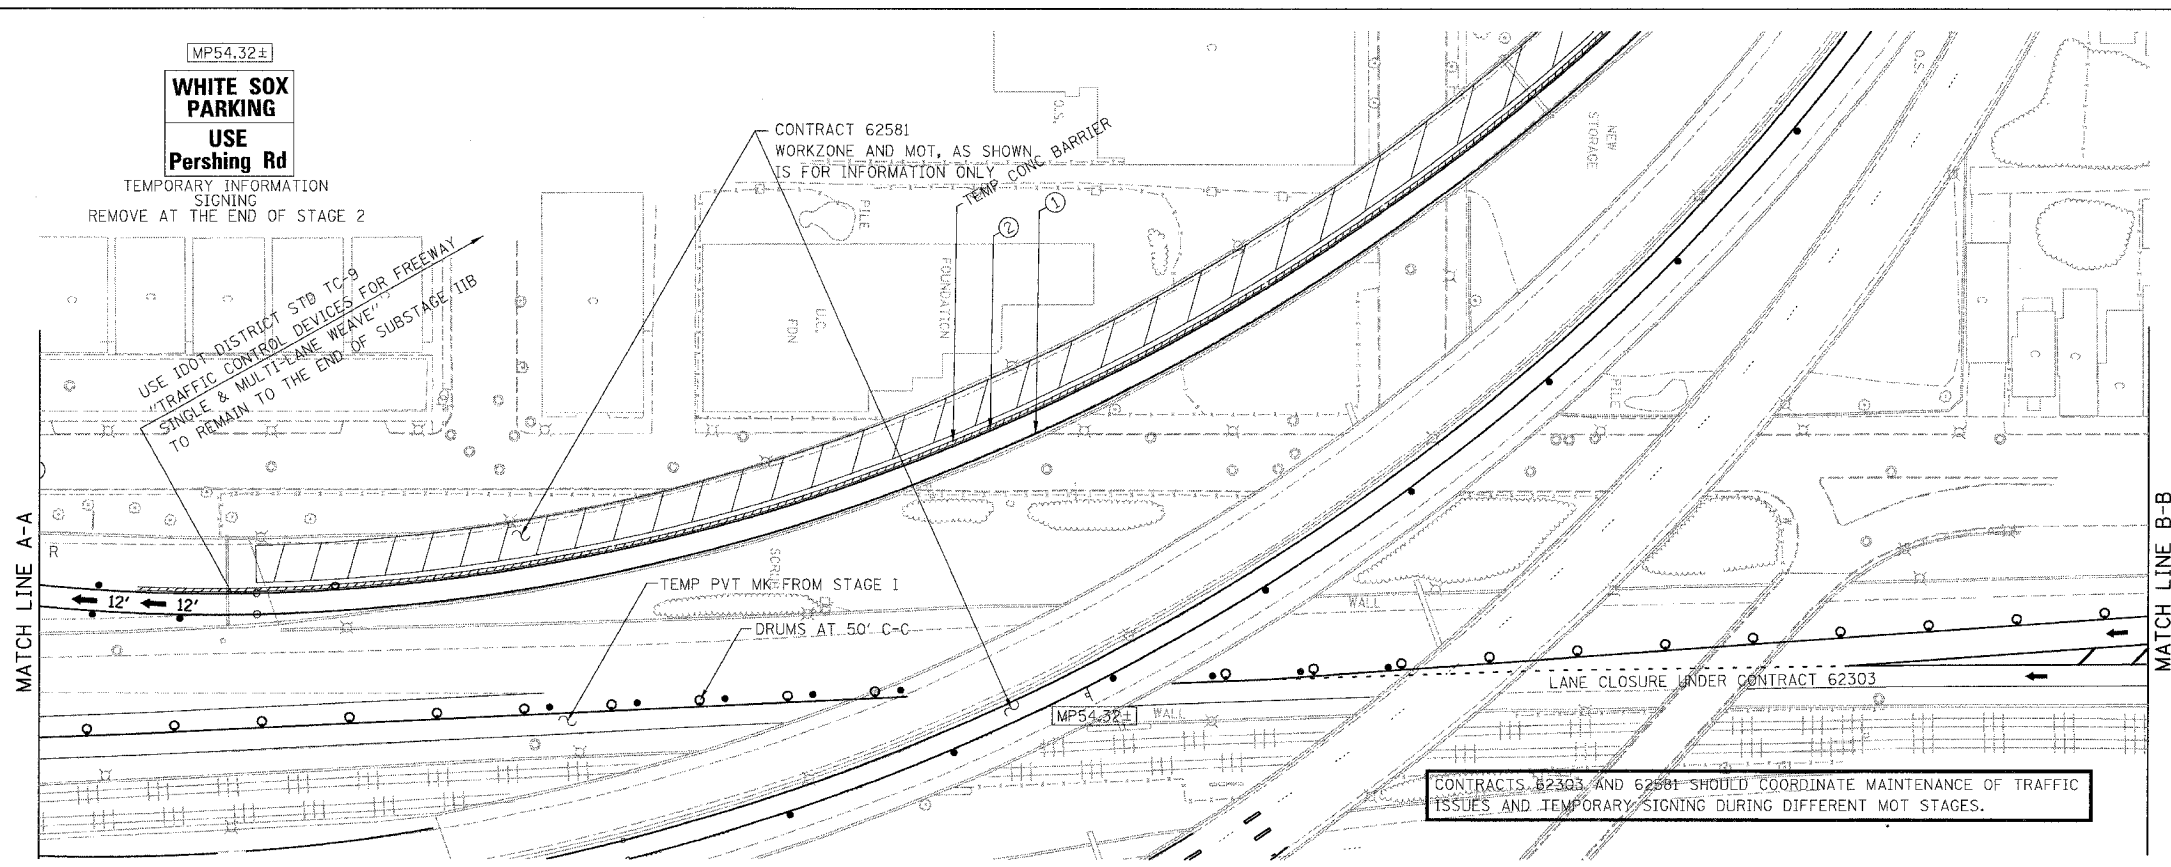 MP54.32±
WHITE SOX
PARKING
USE
Pershing Rd
TEMPORARY INFORMATION
SIGNING
REMOVE AT THE END OF STAGE 2
USE IDOT DISTRICT STD TC-9
"TRAFFIC CONTROL DEVICES FOR FREEWAY
SINGLE & MULTI-LANE WEAVE"
TO REMAIN TO THE END OF SUBSTAGE IIB
CONTRACT 62581
WORKZONE AND MOT, AS SHOWN
IS FOR INFORMATION ONLY
TEMP CONC BARRIER
1
2
C
O.S.
O.S.
NEW
STORAGE
PILE
FOUNDATION
U.C.
FDN
C
C
C
C
C
C
C
PILE
R
MATCH LINE A-A
12'
12'
TEMP PVT MK FROM STAGE I
DRUMS AT 50' C-C
WALL
LANE CLOSURE UNDER CONTRACT 62303
MP54.32±
WALL
MATCH LINE B-B
CONTRACTS 62303 AND 62581 SHOULD COORDINATE MAINTENANCE OF TRAFFIC
ISSUES AND TEMPORARY SIGNING DURING DIFFERENT MOT STAGES.